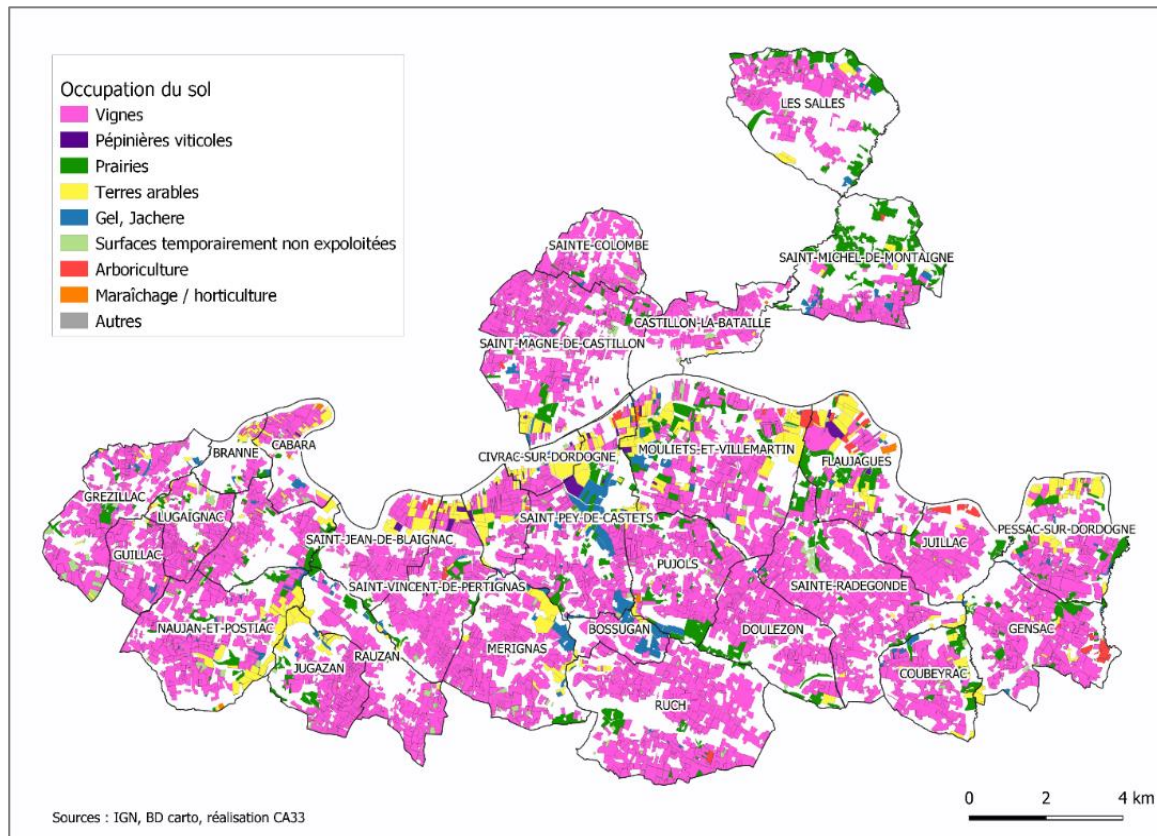 Occupation du sol
Vignes
Pépinières viticoles
Prairies
Terres arables
Gel, Jachere
Surfaces temporairement non expoloitées
Arboriculture
Maraîchage / horticulture
Autres
LES SALLES
SAINTE-COLOMBE
SAINT-MICHEL-DE-MONTAIGNE
CASTILLON-LA-BATAILLE
SAINT-MAGNE-DE-CASTILLON
CABARA
BRANNE
CIVRAC-SUR-DORDOGNE
MOULIETS-ET-VILLEMARTIN
FLAUJAGUES
GREZILLAC
LUGAIGNAC
SAINT-PEY-DE-CASTETS
PESSAC-SUR-DORDOGNE
SAINT-JEAN-DE-BLAIGNAC
JUILLAC
GUILLAC
PUJOLS
SAINT-VINCENT-DE-PERTIGNAS
SAINTE-RADEGONDE
NAUJAN-ET-POSTIAC
BOSSUGAN
DOULEZON
GENSAC
RAUZAN
MERIGNAS
JUGAZAN
COUBEYRAC
RUCH
0 2 4 km
Sources : IGN, BD carto, réalisation CA33